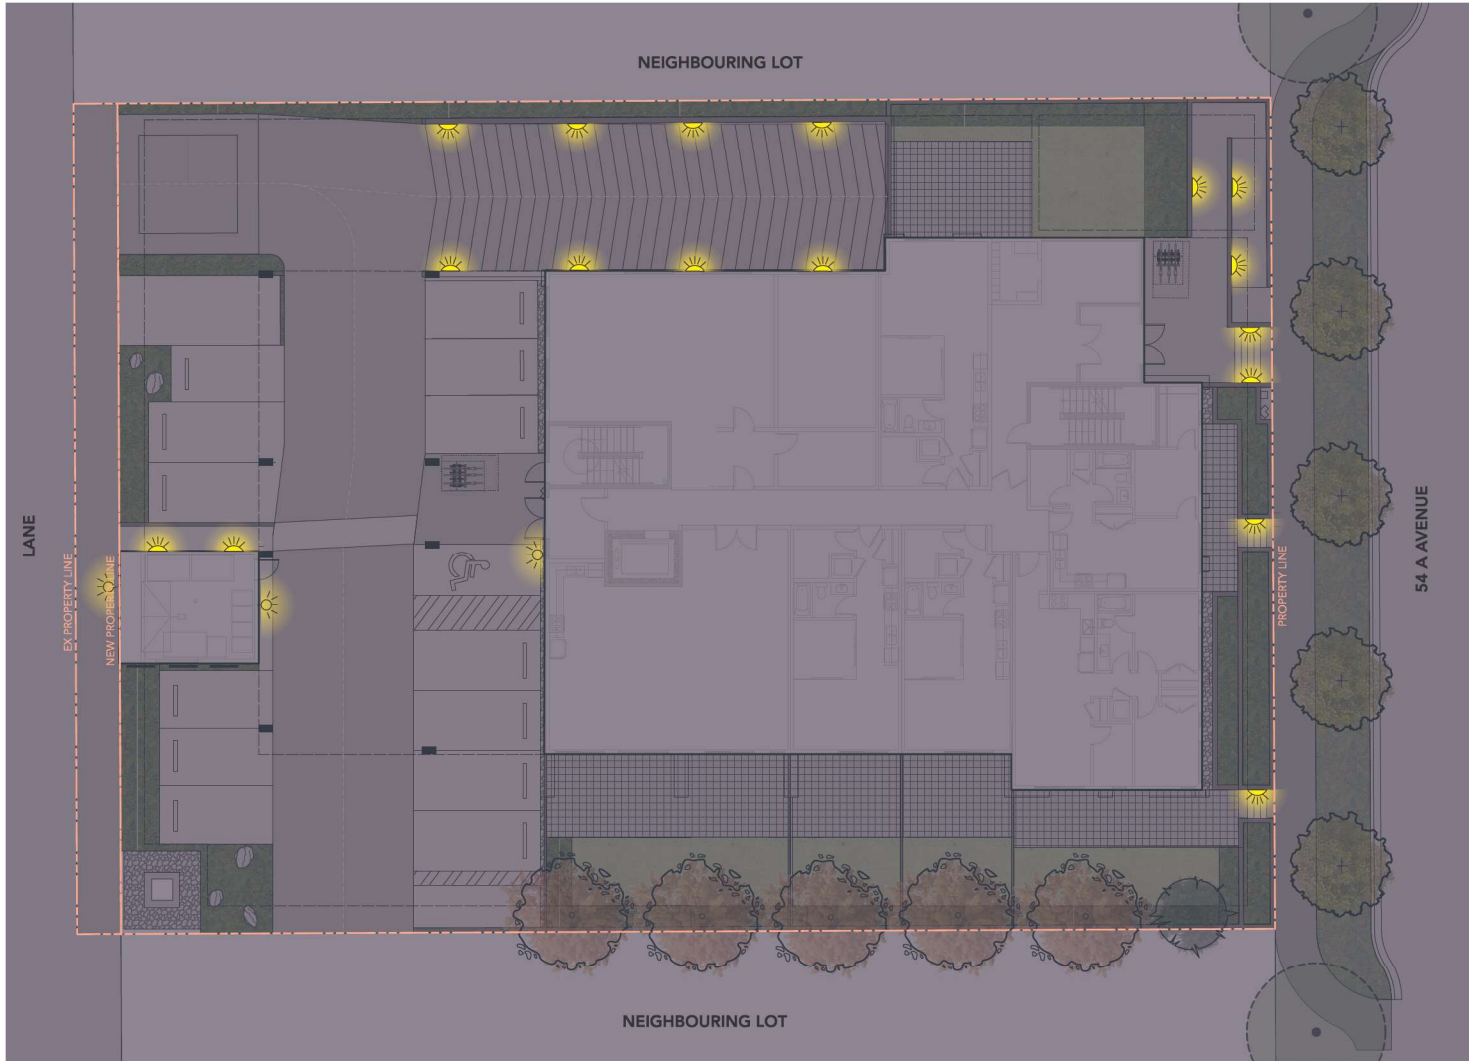 NEIGHBOURING LOT
LANE
EX PROPERTY LINE
NEW PROPERTY LINE
PROPERTY LINE
54 A AVENUE
NEIGHBOURING LOT